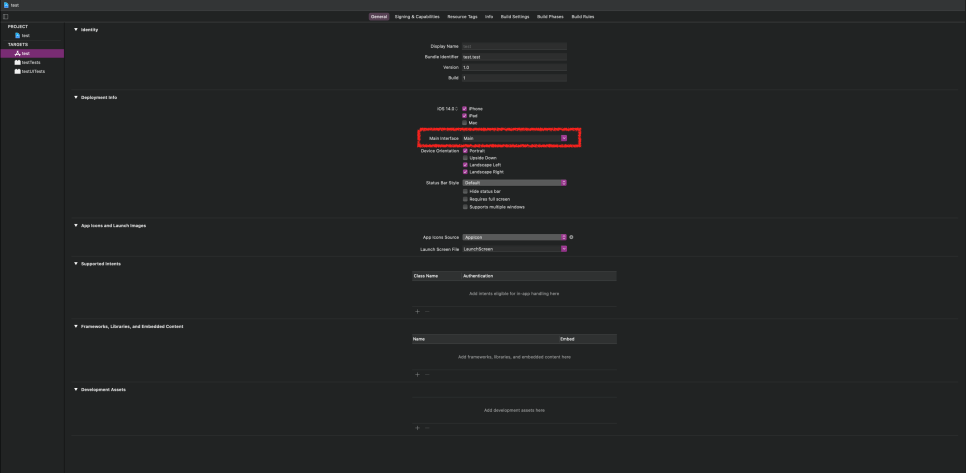 test
General Signing & Capabilities Resource Tags Info Build Settings Build Phases Build Rules
PROJECT
test
TARGETS
test
testTests
testUITests
Identity
Display Name test
Bundle Identifier test.test
Version 1.0
Build 1
Deployment Info
iOS 14.0 iPhone
iPad
Mac
Main Interface Main
Device Orientation Portrait
Upside Down
Landscape Left
Landscape Right
Status Bar Style Default
Hide status bar
Requires full screen
Supports multiple windows
App Icons and Launch Images
App Icons Source AppIcon
Launch Screen File LaunchScreen
Supported Intents
Class Name Authentication
Add intents eligible for in-app handling here
Frameworks, Libraries, and Embedded Content
Name Embed
Add frameworks, libraries, and embedded content here
Development Assets
Add development assets here